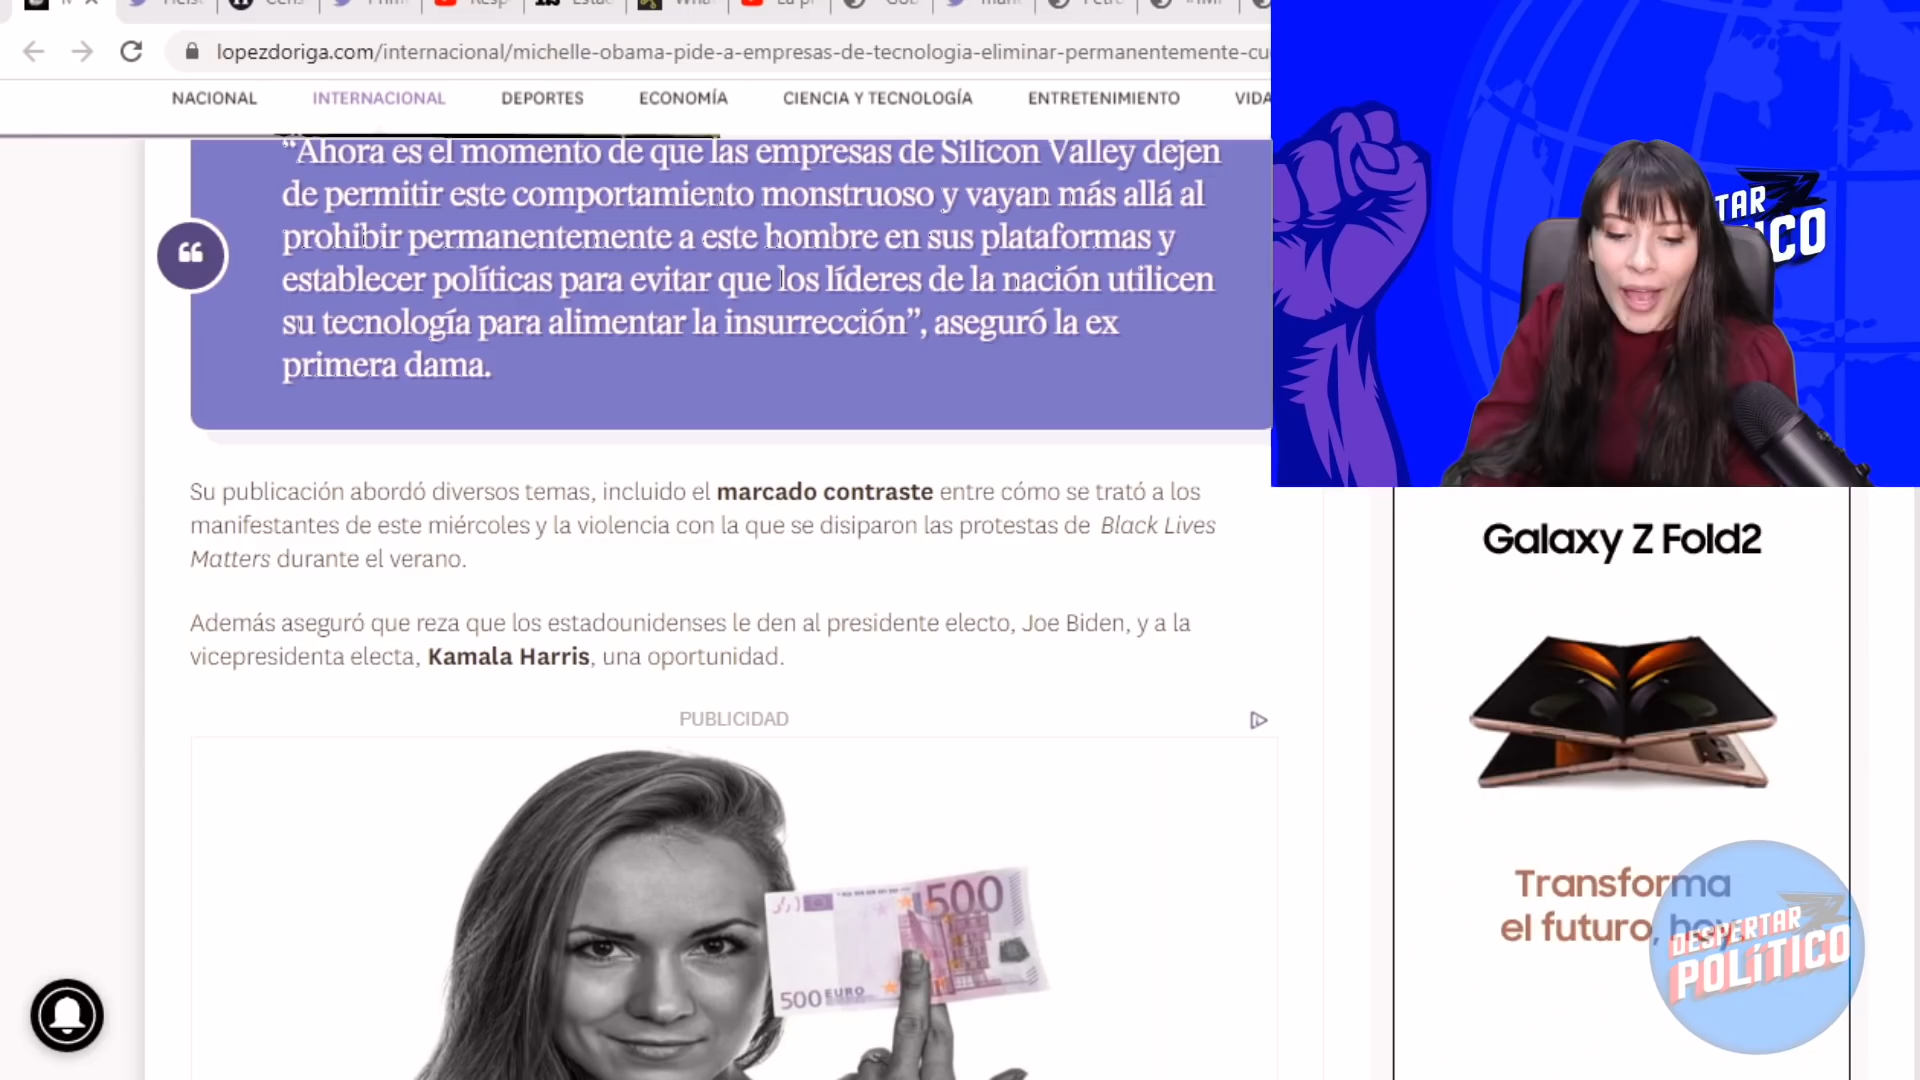 lopezdoriga.com/internacional/michelle-obama-pide-a-empresas-de-tecnologia-eliminar-permanentemente-cu
NACIONAL INTERNACIONAL DEPORTES ECONOMÍA CIENCIA Y TECNOLOGÍA ENTRETENIMIENTO VIDA
“Ahora es el momento de que las empresas de Silicon Valley dejen
de permitir este comportamiento monstruoso y vayan más allá al
prohibir permanentemente a este hombre en sus plataformas y
establecer políticas para evitar que los líderes de la nación utilicen
su tecnología para alimentar la insurrección”, aseguró la ex
primera dama.
Su publicación abordó diversos temas, incluido el marcado contraste entre cómo se trató a los
manifestantes de este miércoles y la violencia con la que se disiparon las protestas de Black Lives
Matters durante el verano.
Además aseguró que reza que los estadounidenses le den al presidente electo, Joe Biden, y a la
vicepresidenta electa, Kamala Harris, una oportunidad.
PUBLICIDAD
500
500 EURO
TAR
ICO
Galaxy Z Fold2
Transforma
el futuro, hoy
DESPERTAR
POLÍTICO